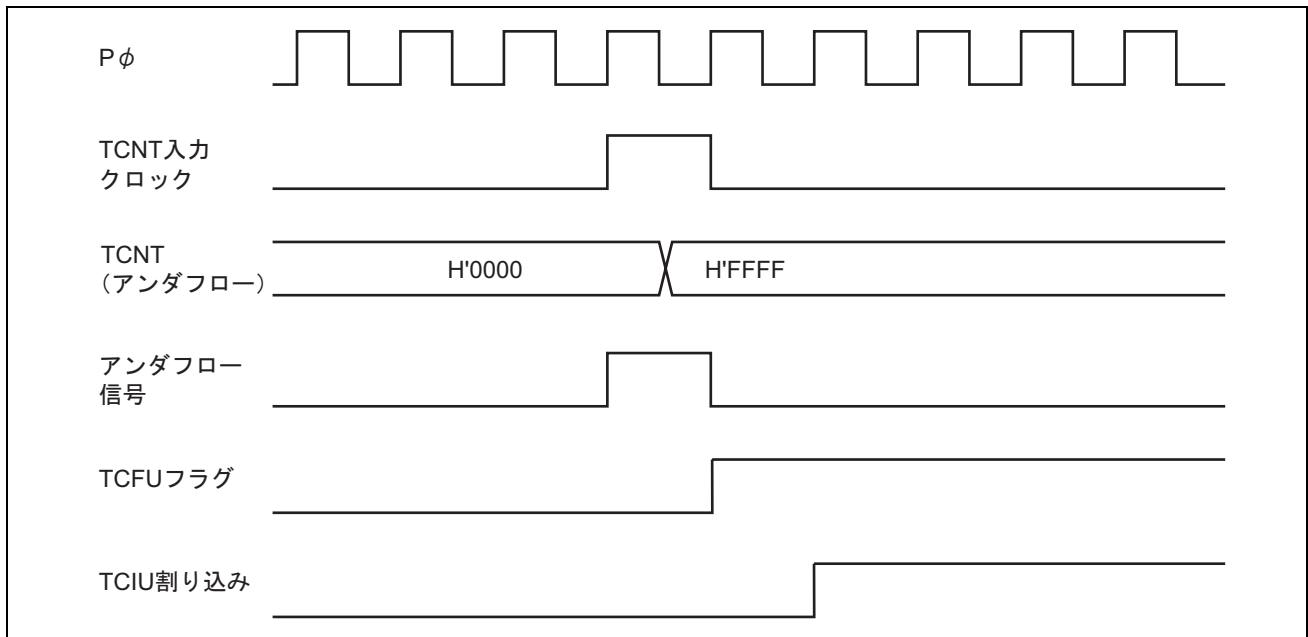 Pφ
TCNT入力
クロック
TCNT
（アンダフロー）
H'0000
H'FFFF
アンダフロー
信号
TCFUフラグ
TCIU割り込み